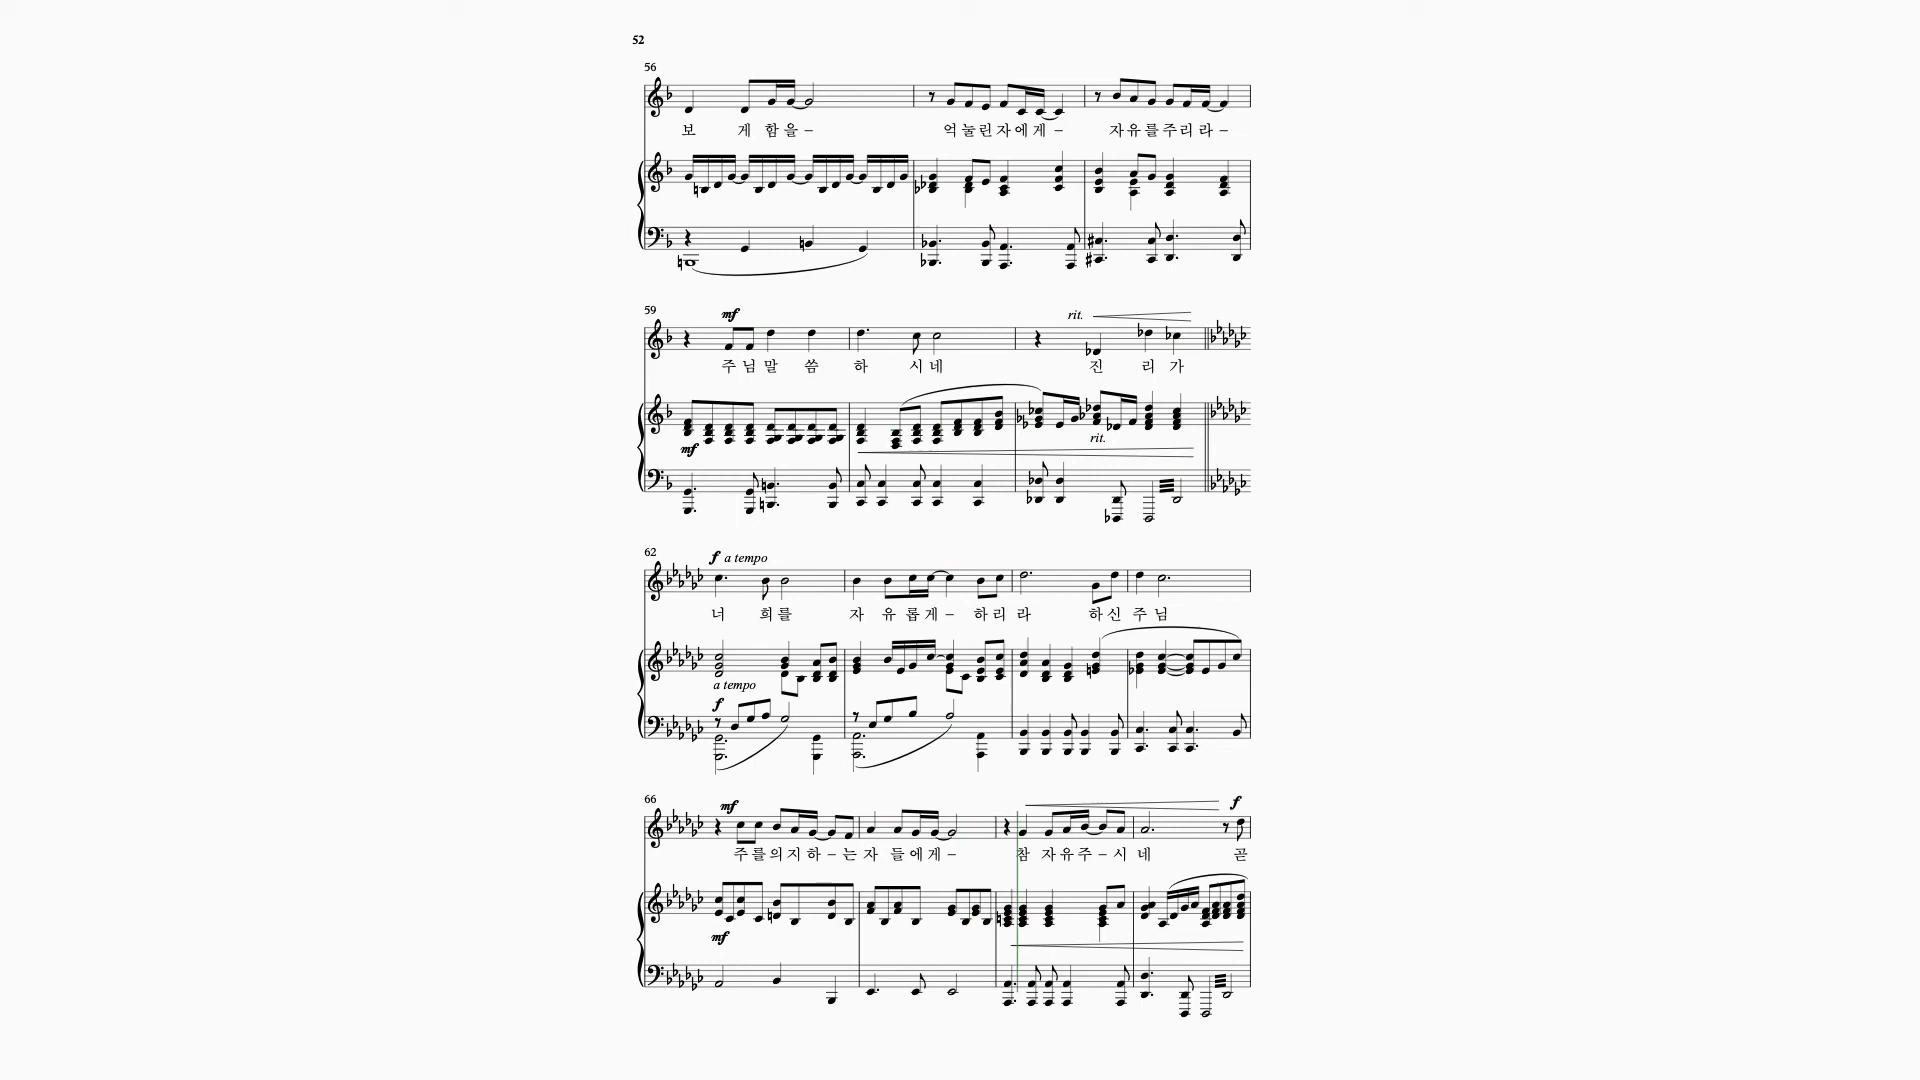 52
56
보 게 함 을 – 억 눌 린 자 에 게 – 자 유 를 주 리 라 –
59
mf
rit.
주 님 말 씀 하 시 네 진 리 가
mf
rit.
62
f a tempo
너 희 를 자 유 롭 게 – 하 리 라 하 신 주 님
a tempo
f
66
mf
f
주 를 의 지 하 – 는 자 들 에 게 – 참 자 유 주 – 시 네 곧
mf